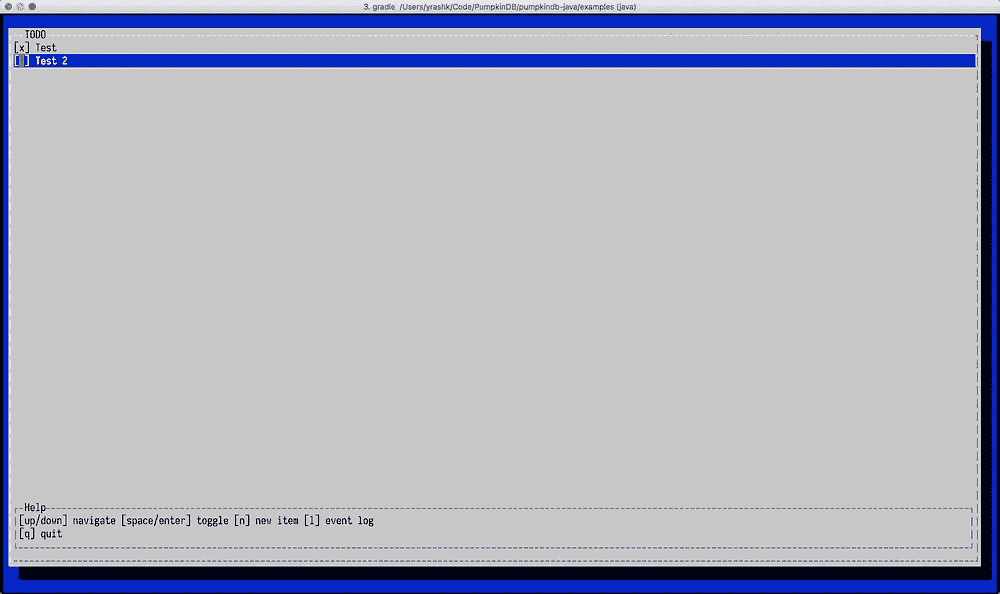 3. gradle /Users/yrashk/Code/PumpkinDB/pumpkindb-java/examples (java)
TODO
[x] Test
[ ] Test 2
Help
[up/down] navigate [space/enter] toggle [n] new item [l] event log
[q] quit